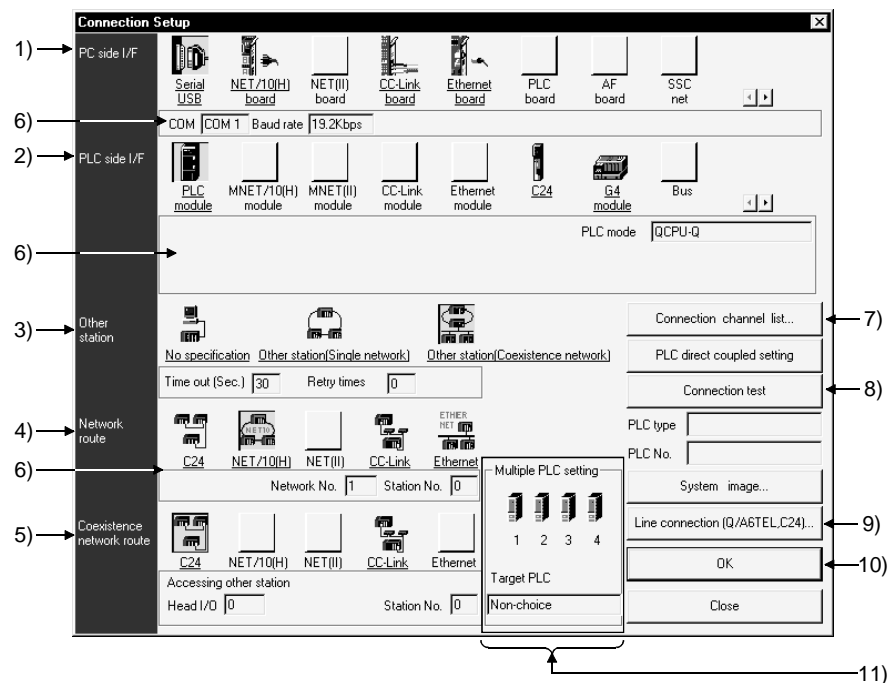 Connection Setup
1)
PC side I/F
Serial USB
NET/10(H) board
NET(II) board
CC-Link board
Ethernet board
PLC board
AF board
SSC net
6)
COM COM 1 Baud rate 19.2Kbps
2)
PLC side I/F
PLC module
MNET/10(H) module
MNET(II) module
CC-Link module
Ethernet module
C24
G4 module
Bus
6)
PLC mode QCPU-Q
3)
Other station
No specification
Other station(Single network)
Other station(Coexistence network)
Time out (Sec.) 30 Retry times 0
Connection channel list...
7)
PLC direct coupled setting
Connection test
8)
4)
Network route
C24
NET/10(H)
NET10
NET(II)
CC-Link
ETHER NET
Ethernet
PLC type
PLC No.
6)
Network No. 1 Station No. 0
System image...
Line connection (Q/A6TEL,C24)...
9)
5)
Coexistence network route
C24
NET/10(H)
NET(II)
CC-Link
Ethernet
Accessing other station
Head I/O 0 Station No. 0
Multiple PLC setting
1 2 3 4
Target PLC
Non-choice
OK
10)
Close
11)